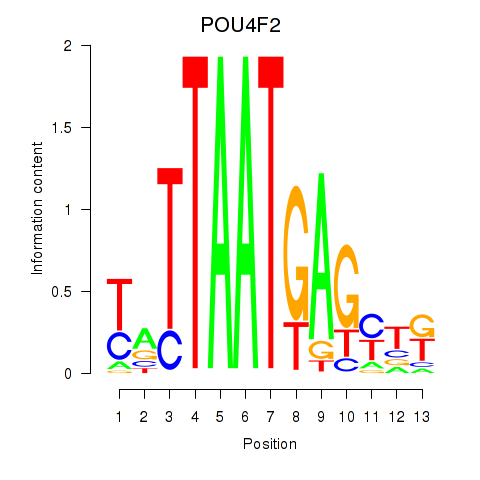 POU4F2
2
1.5
1
0.5
0
Information content
T C A G
A G C T
T C
T
A
A
T
G T
A G T
G T C
C T A G
T C G A
G T C A
1 2 3 4 5 6 7 8 9 10 11 12 13
Position